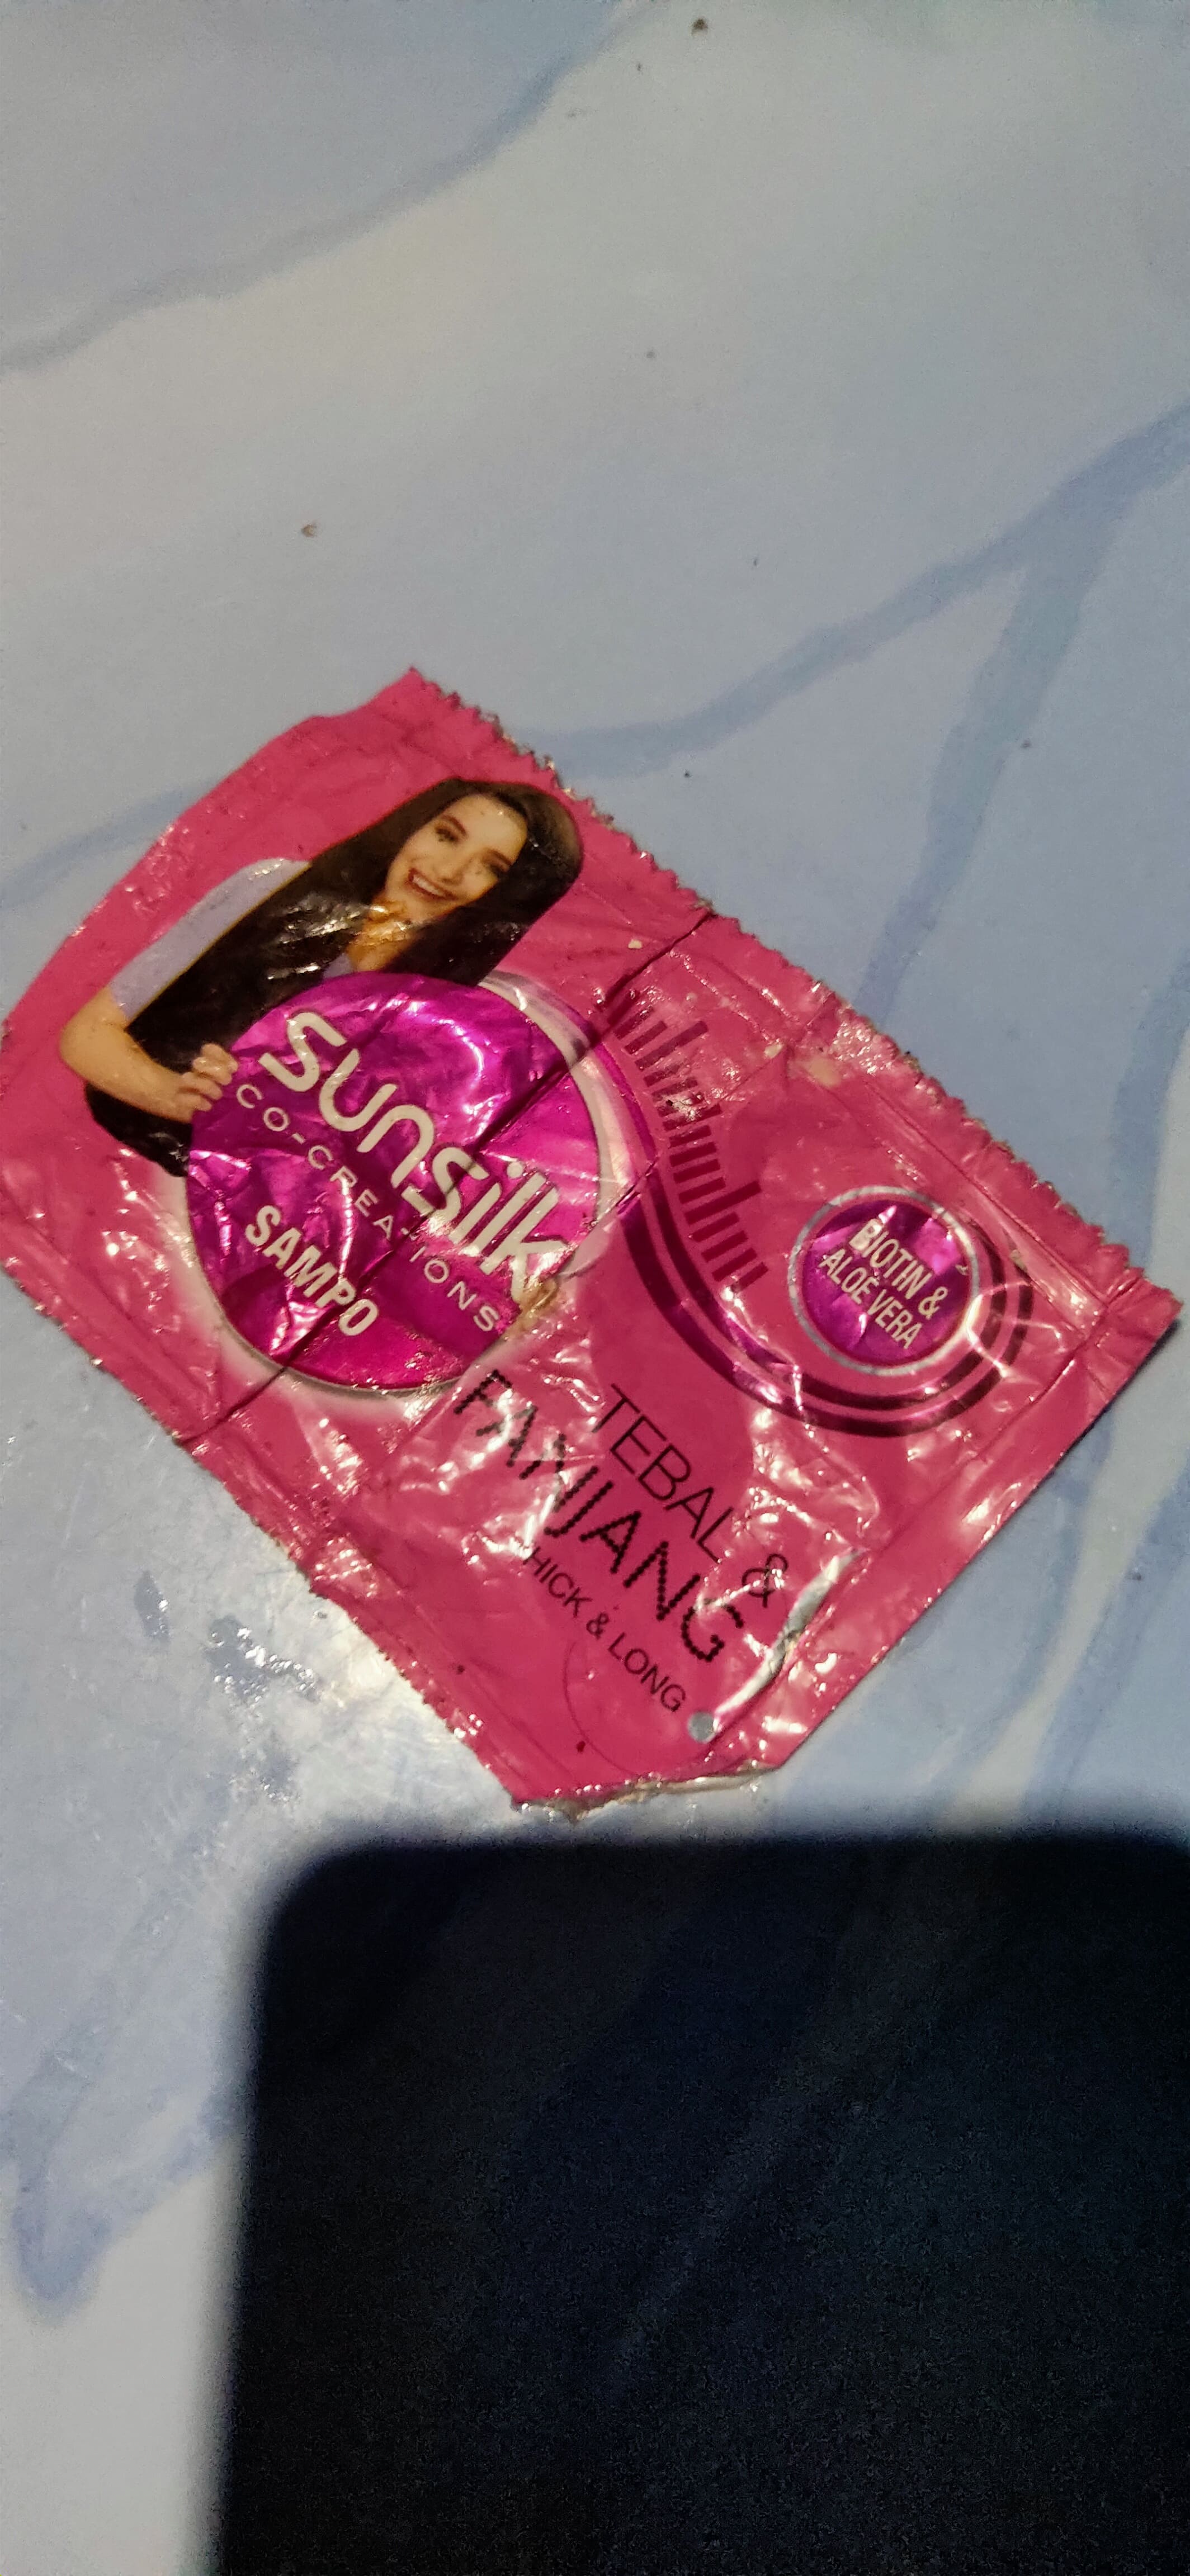 sunsilk
CO-CREATIONS
SAMPO
BIOTIN &
ALOE VERA
TEBAL &
PANJANG
THICK & LONG